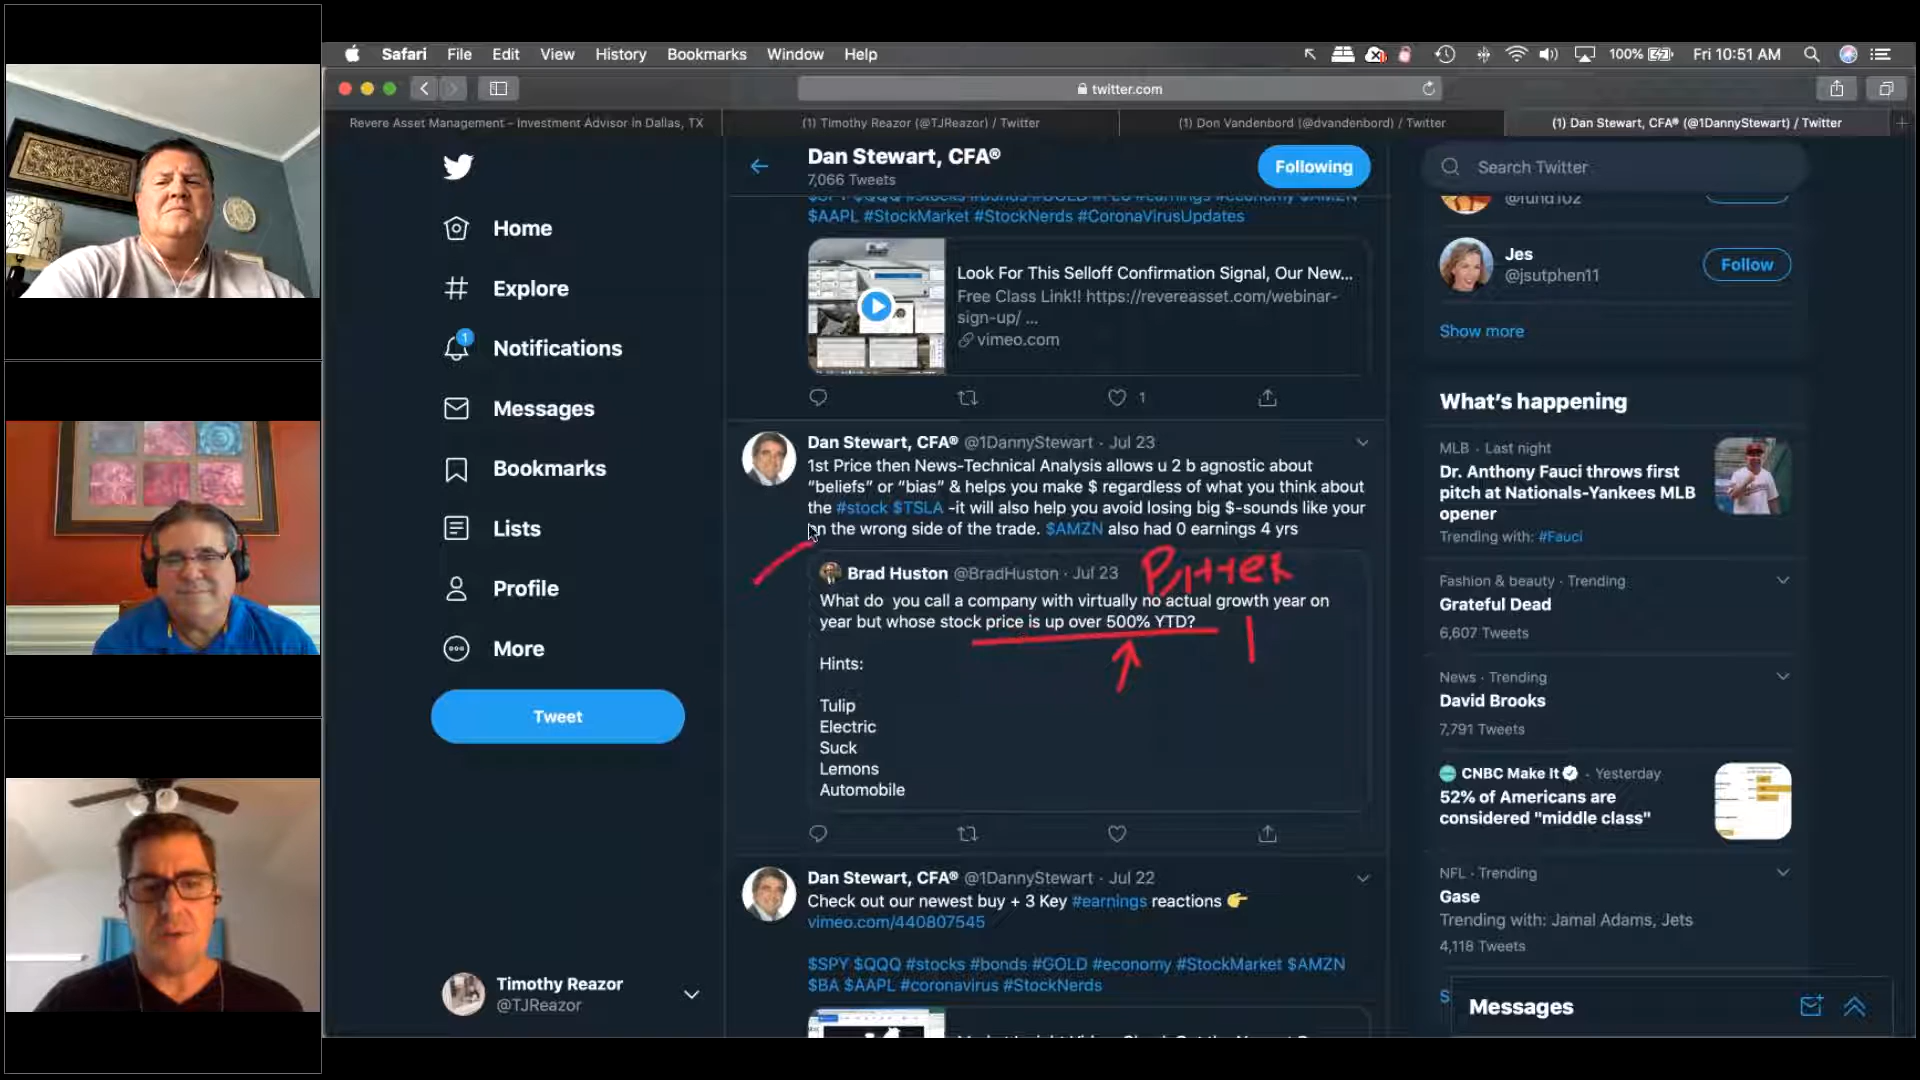 Safari File Edit View History Bookmarks Window Help
100% Fri 10:51 AM
twitter.com
Revere Asset Management – Investment Advisor in Dallas, TX
(1) Timothy Reazor (@TJReazor) / Twitter
(1) Don Vandenbord (@dvandenbord) / Twitter
(1) Dan Stewart, CFA® (@1DannyStewart) / Twitter
Home
Explore
1
Notifications
Messages
Bookmarks
Lists
Profile
More
Tweet
Timothy Reazor
@TJReazor
Dan Stewart, CFA®
7,066 Tweets
Following
$AAPL #StockMarket #StockNerds #CoronaVirusUpdates
Look For This Selloff Confirmation Signal, Our New...
Free Class Link!! https://revereasset.com/webinar-
sign-up/ ...
vimeo.com
1
Dan Stewart, CFA® @1DannyStewart · Jul 23
1st Price then News-Technical Analysis allows u 2 b agnostic about
“beliefs” or “bias” & helps you make $ regardless of what you think about
the #stock $TSLA -it will also help you avoid losing big $-sounds like your
on the wrong side of the trade. $AMZN also had 0 earnings 4 yrs
Bitter
Brad Huston @BradHuston · Jul 23
What do you call a company with virtually no actual growth year on
year but whose stock price is up over 500% YTD?
Hints:
Tulip
Electric
Suck
Lemons
Automobile
Dan Stewart, CFA® @1DannyStewart · Jul 22
Check out our newest buy + 3 Key #earnings reactions
vimeo.com/440807545
$SPY $QQQ #stocks #bonds #GOLD #economy #StockMarket $AMZN
$BA $AAPL #coronavirus #StockNerds
Search Twitter
Jes
@jsutphen11
Follow
Show more
What’s happening
MLB · Last night
Dr. Anthony Fauci throws first
pitch at Nationals-Yankees MLB
opener
Trending with: #Fauci
Fashion & beauty · Trending
Grateful Dead
6,607 Tweets
News · Trending
David Brooks
7,791 Tweets
CNBC Make It · Yesterday
52% of Americans are
considered "middle class"
NFL · Trending
Gase
Trending with: Jamal Adams, Jets
4,118 Tweets
Messages